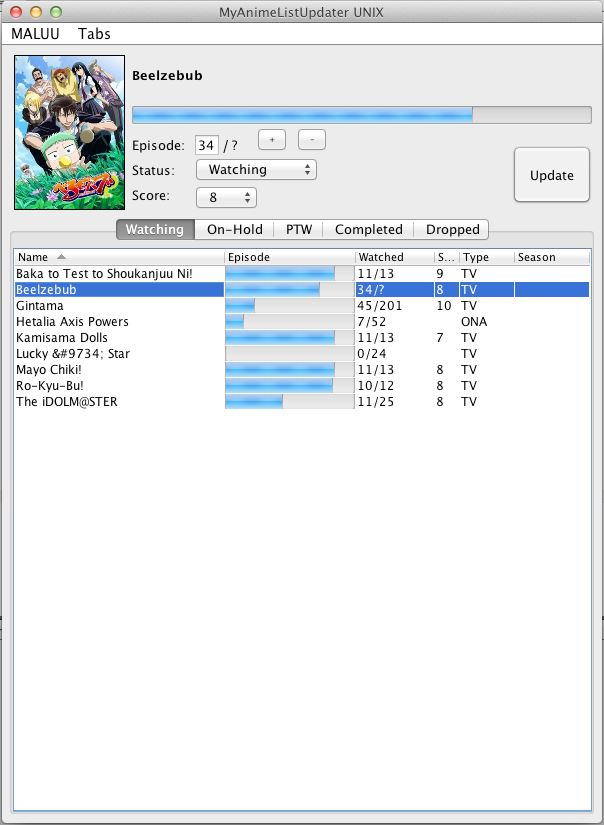 MyAnimeListUpdater UNIX
MALUU Tabs
Beelzebub
Episode: 34 / ? + -
Status: Watching
Score: 8
Update
Watching On-Hold PTW Completed Dropped
Name Episode Watched S... Type Season
Baka to Test to Shoukanjuu Ni! 11/13 9 TV
Beelzebub 34/? 8 TV
Gintama 45/201 10 TV
Hetalia Axis Powers 7/52 ONA
Kamisama Dolls 11/13 7 TV
Lucky &#9734; Star 0/24 TV
Mayo Chiki! 11/13 8 TV
Ro-Kyu-Bu! 10/12 8 TV
The iDOLM@STER 11/25 8 TV